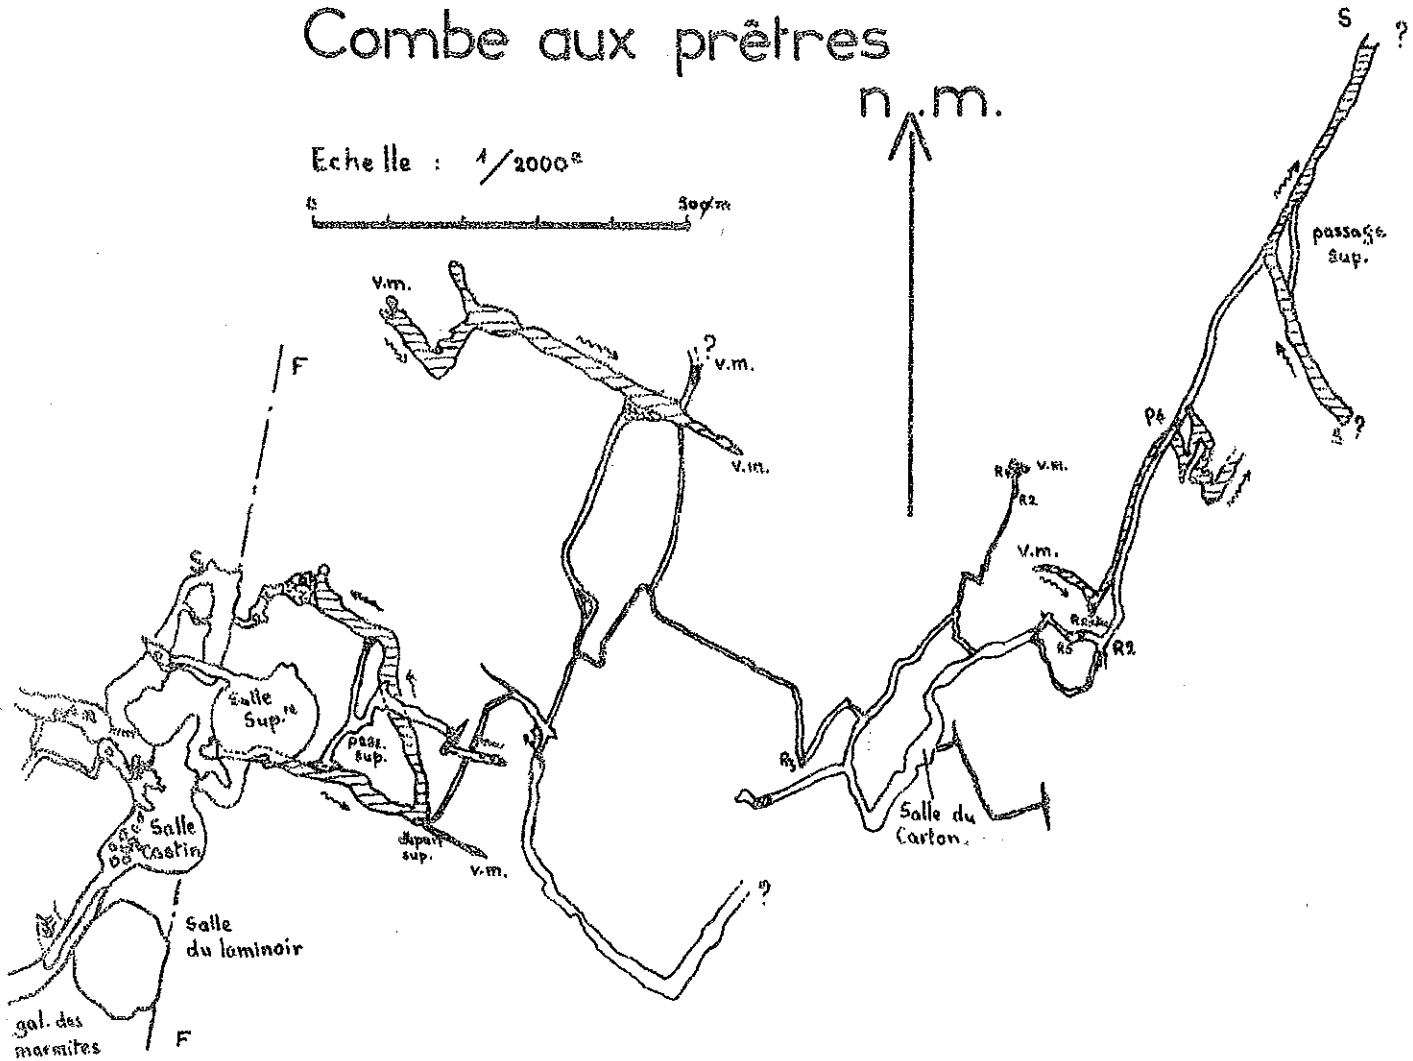 Combe aux prêtres
n.m.
Echelle : 1/2000e
0
S
?
passage
sup.
?
P4
V.m.
F
?
V.m.
V.m.
V.m.
R2
V.m.
R5
R2
R3
S
Salle
Sup.re
pass.
sup.
départ
sup.
V.m.
Salle
Castin
Salle du
Carton.
?
Salle
du laminoir
gal. des
marmites
F